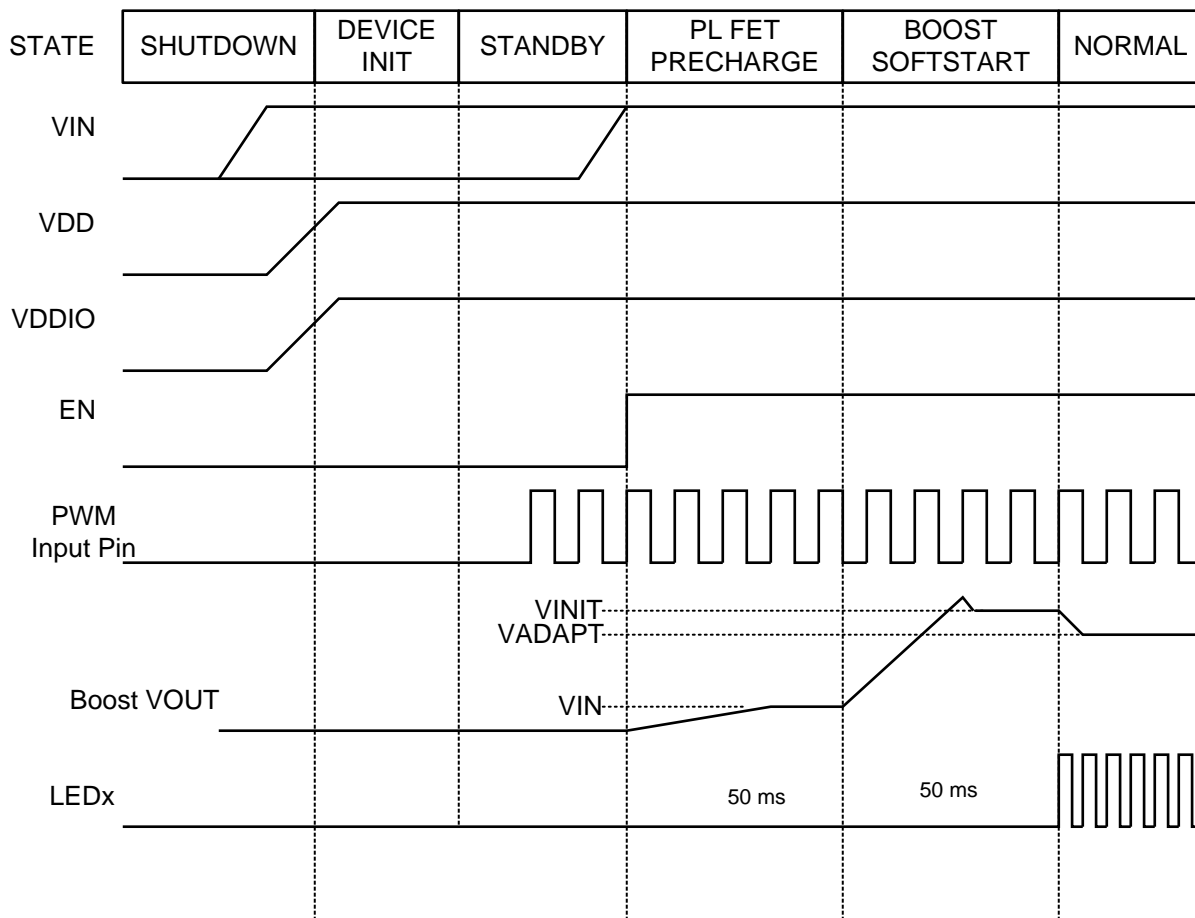 STATE
SHUTDOWN
DEVICE
INIT
STANDBY
PL FET
PRECHARGE
BOOST
SOFTSTART
NORMAL
VIN
VDD
VDDIO
EN
PWM
Input Pin
VINIT
VADAPT
Boost VOUT
VIN
LEDx
50 ms
50 ms